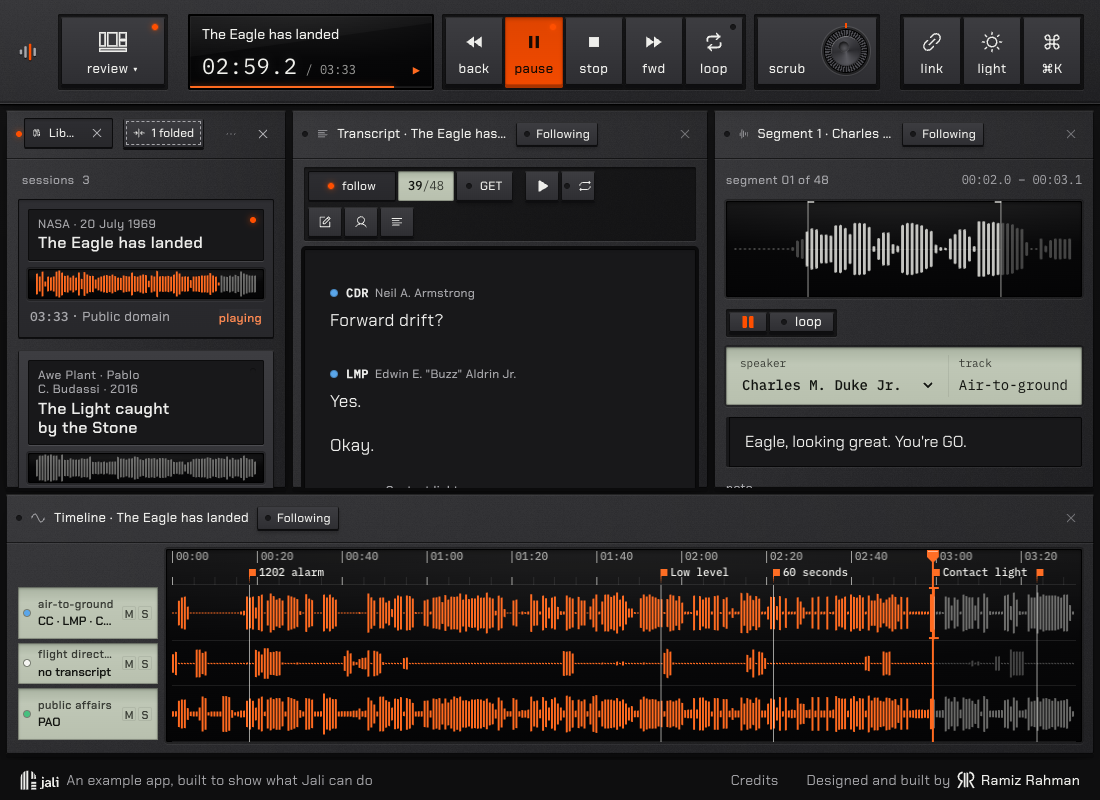 review
The Eagle has landed
02:59.2 / 03:33
back
pause
stop
fwd
loop
scrub
link
light
⌘K
Lib...
1 folded
sessions 3
NASA · 20 July 1969
The Eagle has landed
03:33 · Public domain
playing
Awe Plant · Pablo
C. Budassi · 2016
The Light caught
by the Stone
Transcript · The Eagle has...
Following
follow
39/48
GET
CDR Neil A. Armstrong
Forward drift?
LMP Edwin E. "Buzz" Aldrin Jr.
Yes.
Okay.
Segment 1 · Charles ...
Following
segment 01 of 48
00:02.0 – 00:03.1
loop
speaker
Charles M. Duke Jr.
track
Air-to-ground
Eagle, looking great. You're GO.
Timeline · The Eagle has landed
Following
00:00
00:20
00:40
01:00
01:20
01:40
02:00
02:20
02:40
03:00
03:20
1202 alarm
Low level
60 seconds
Contact light
air-to-ground
CC · LMP · C...
M S
flight direct...
no transcript
M S
public affairs
PAO
M S
jali An example app, built to show what Jali can do
Credits
Designed and built by Ramiz Rahman